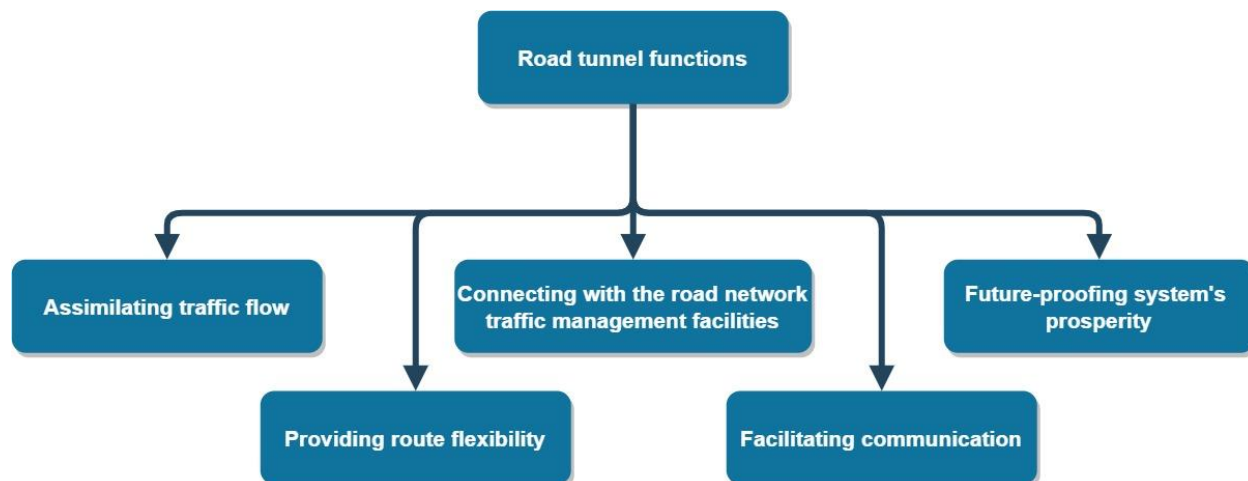 Road tunnel functions
Assimilating traffic flow
Connecting with the road network
traffic management facilities
Future-proofing system's
prosperity
Providing route flexibility
Facilitating communication